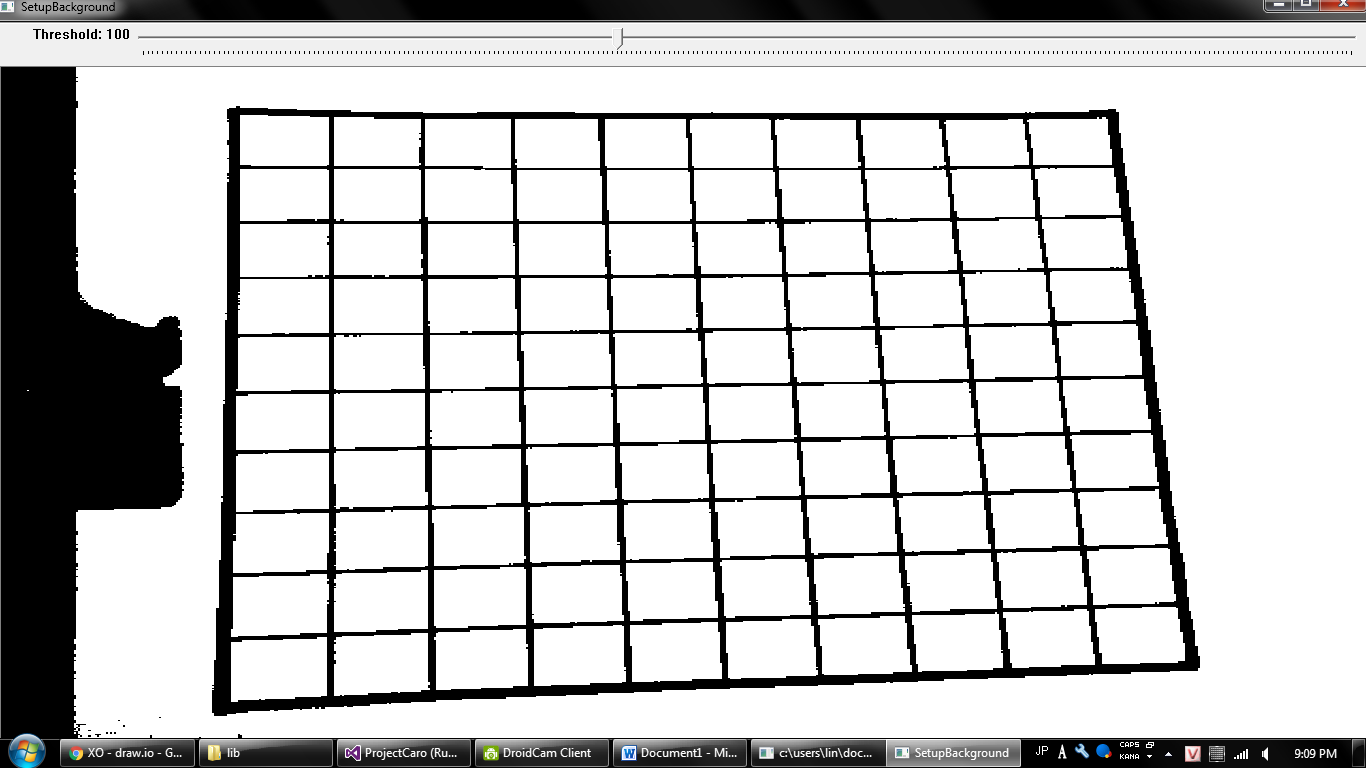 SetupBackground
Threshold: 100
XO - draw.io - G...
lib
ProjectCaro (Ru...
DroidCam Client
Document1 - Mi...
c:\users\lin\doc...
SetupBackground
JP
A
CAPS
KANA
V
9:09 PM